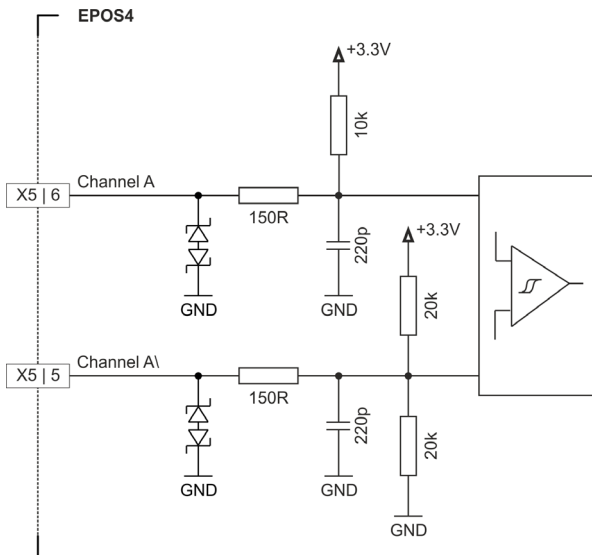 EPOS4
+3.3V
10k
X5 | 6
Channel A
150R
220p
+3.3V
GND
GND
20k
X5 | 5
Channel A\
150R
220p
20k
GND
GND
GND